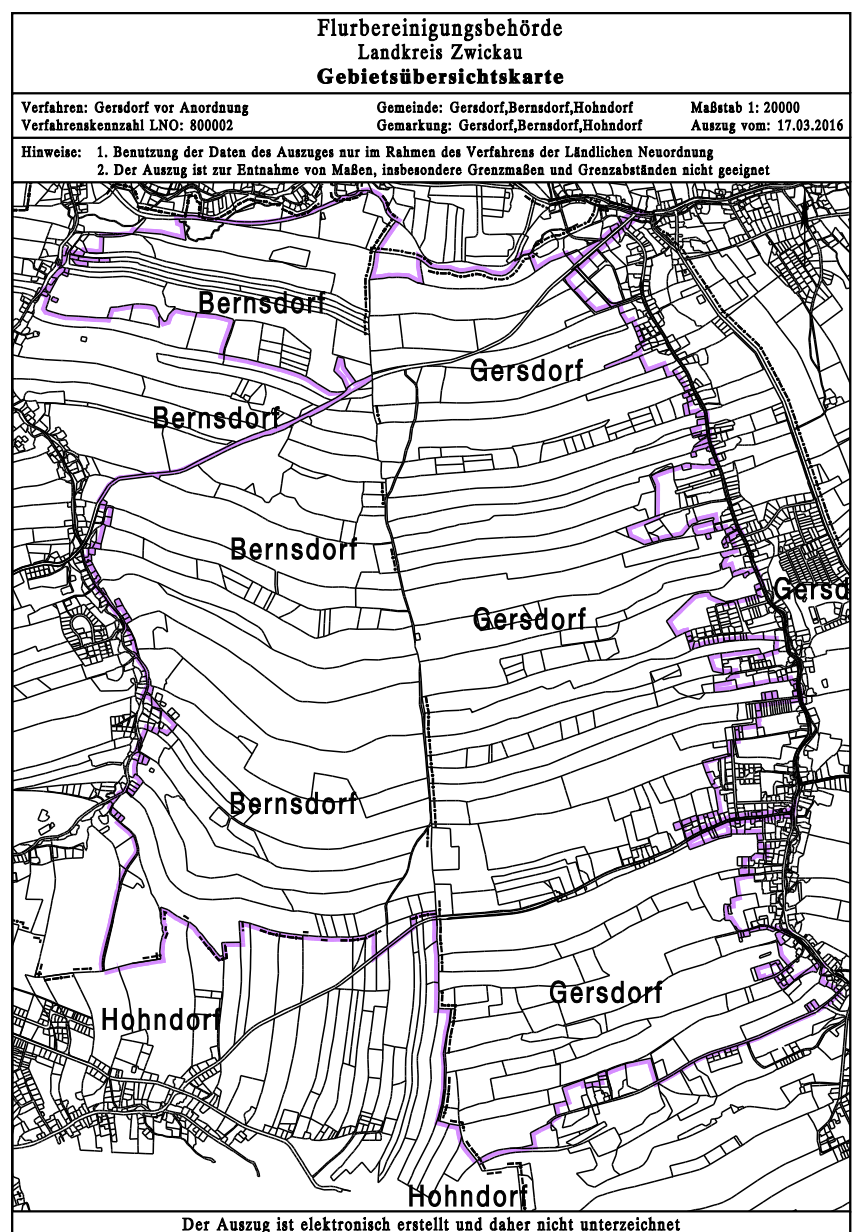 Flurbereinigungsbehörde
Landkreis Zwickau
Gebietsübersichtskarte
Verfahren: Gersdorf vor Anordnung
Gemeinde: Gersdorf,Bernsdorf,Hohndorf
Maßstab 1: 20000
Verfahrenskennzahl LNO: 800002
Gemarkung: Gersdorf,Bernsdorf,Hohndorf
Auszug vom: 17.03.2016
Hinweise: 1. Benutzung der Daten des Auszuges nur im Rahmen des Verfahrens der Ländlichen Neuordnung
2. Der Auszug ist zur Entnahme von Maßen, insbesondere Grenzmaßen und Grenzabständen nicht geeignet
Bernsdorf
Gersdorf
Bernsdorf
Bernsdorf
Gersd
Gersdorf
Bernsdorf
Gersdorf
Hohndorf
Hohndorf
Der Auszug ist elektronisch erstellt und daher nicht unterzeichnet